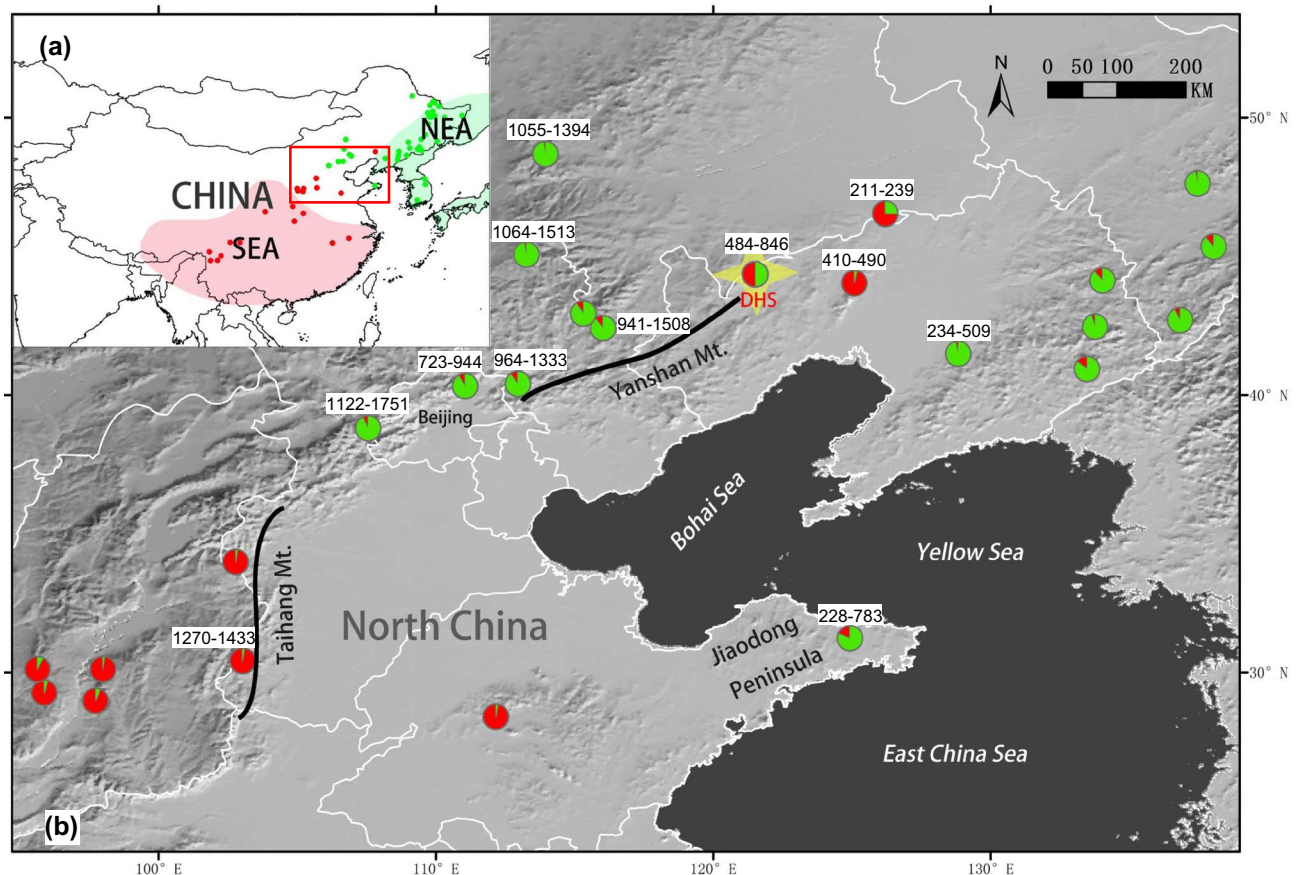 (a)
NEA
CHINA
SEA
N
0 50 100 200
KM
1055-1394
50° N
211-239
1064-1513
484-846
410-490
DHS
941-1508
234-509
723-944
964-1333
Yanshan Mt.
40° N
1122-1751
Beijing
Bohai Sea
Yellow Sea
North China
228-783
Taihang Mt.
1270-1433
Jiaodong
Peninsula
30° N
East China Sea
(b)
100° E
110° E
120° E
130° E